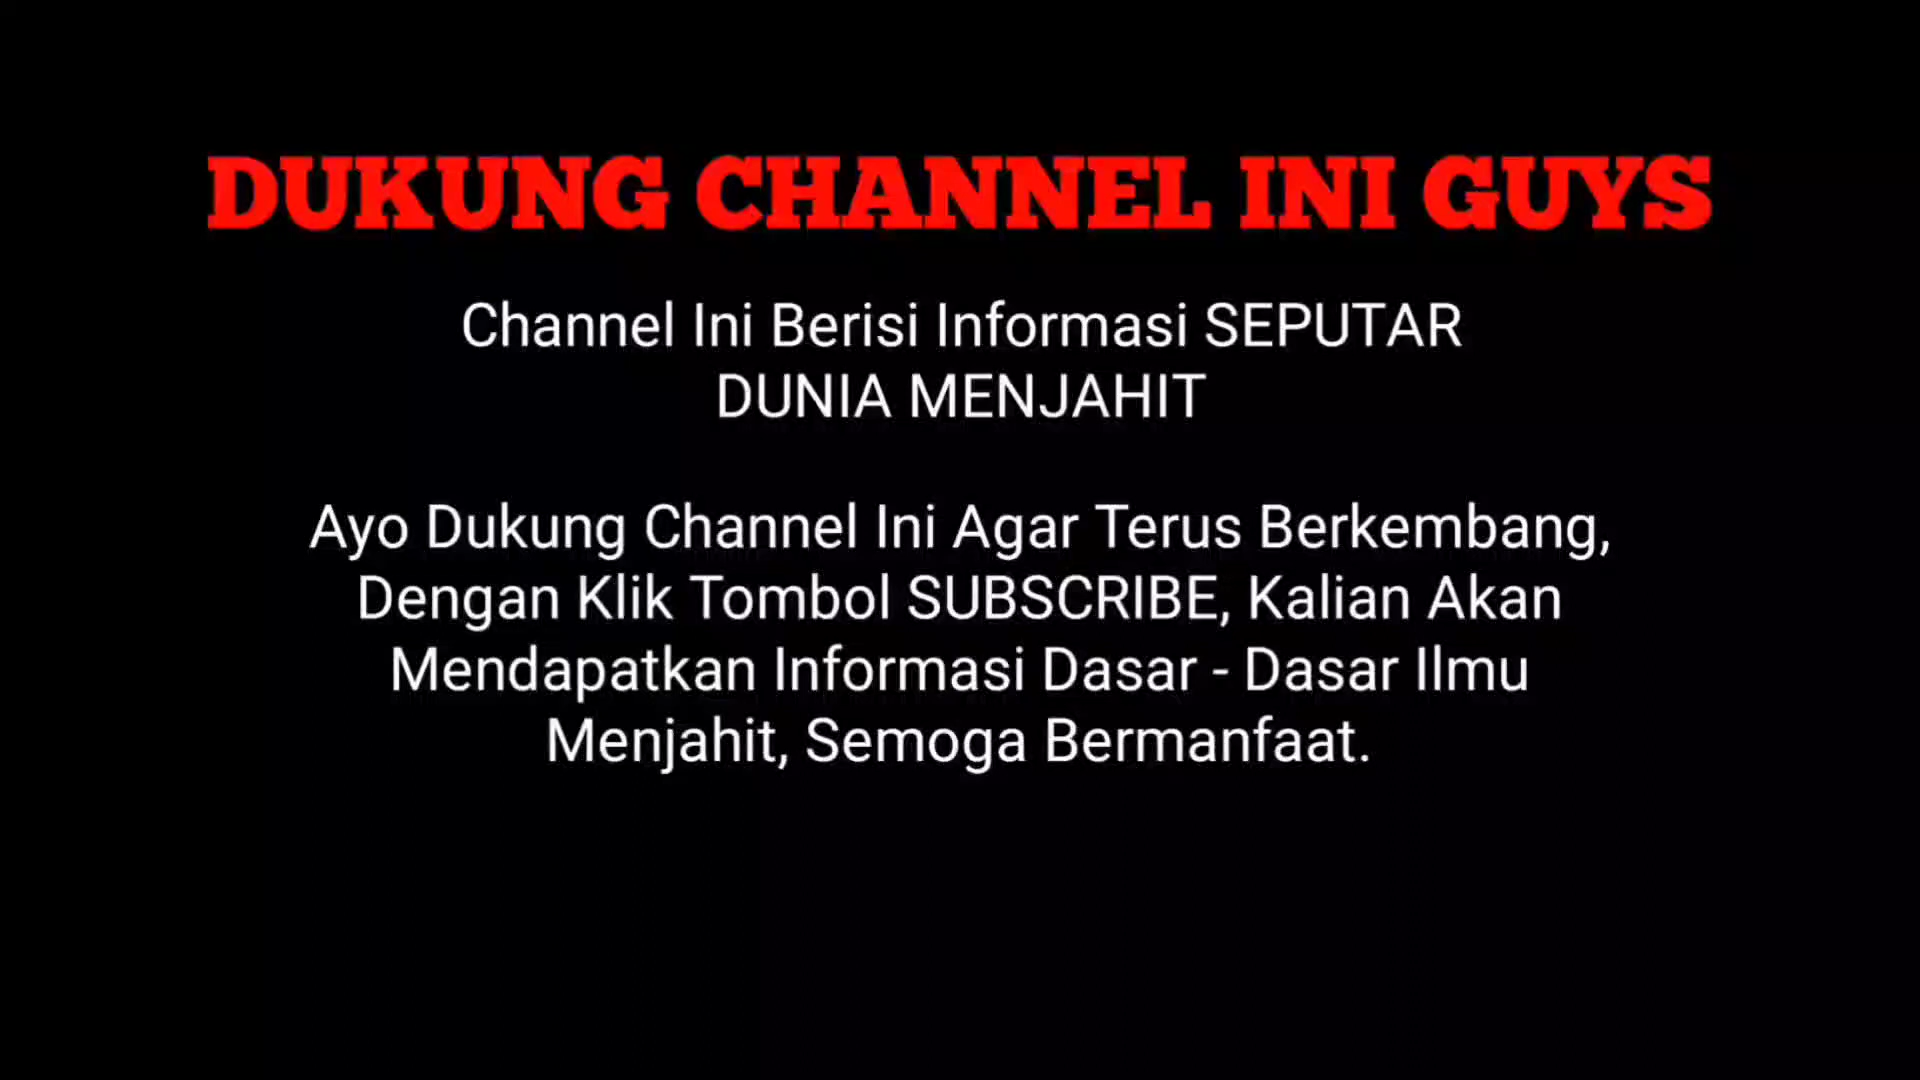 DUKUNG CHANNEL INI GUYS
Channel Ini Berisi Informasi SEPUTAR
DUNIA MENJAHIT
Ayo Dukung Channel Ini Agar Terus Berkembang,
Dengan Klik Tombol SUBSCRIBE, Kalian Akan
Mendapatkan Informasi Dasar - Dasar Ilmu
Menjahit, Semoga Bermanfaat.